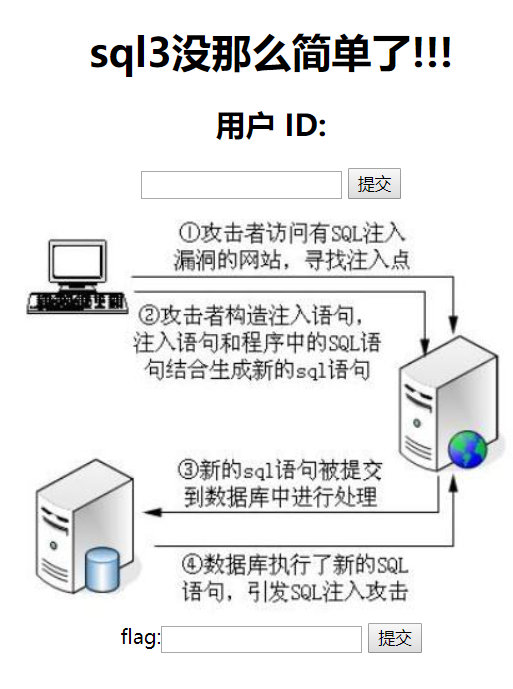 sql3没那么简单了!!!
用户 ID:
提交
①攻击者访问有SQL注入
漏洞的网站，寻找注入点
②攻击者构造注入语句，
注入语句和程序中的SQL语
句结合生成新的sql语句
③新的sql语句被提交
到数据库中进行处理
④数据库执行了新的SQL
语句，引发SQL注入攻击
flag: 提交